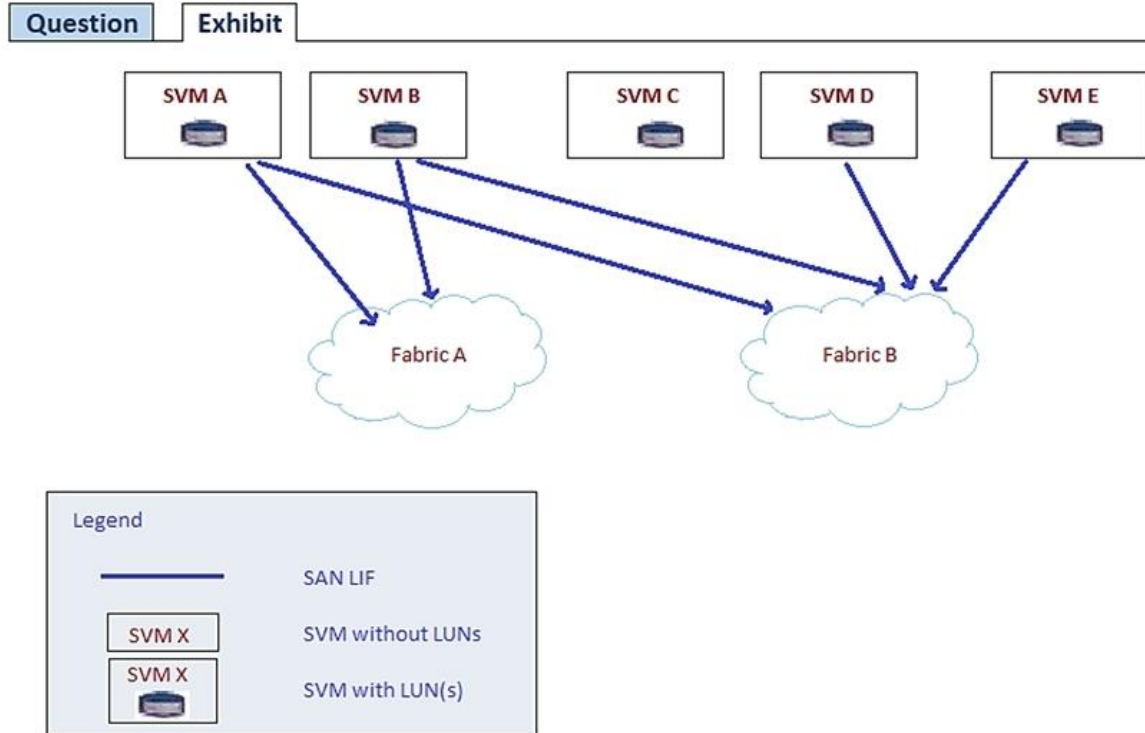 Question Exhibit
SVM A SVM B SVM C SVM D SVM E
Fabric A Fabric B
Legend
SAN LIF
SVM X SVM without LUNs
SVM X
SVM with LUN(s)